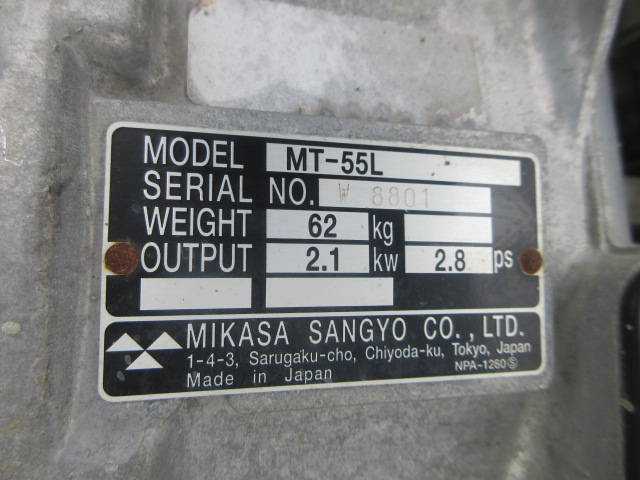 MODEL MT-55L
SERIAL NO. W 8801
WEIGHT 62 kg
OUTPUT 2.1 kw 2.8 ps
MIKASA SANGYO CO., LTD.
1-4-3, Sarugaku-cho, Chiyoda-ku, Tokyo, Japan
Made in Japan NPA-1280 Ⓢ